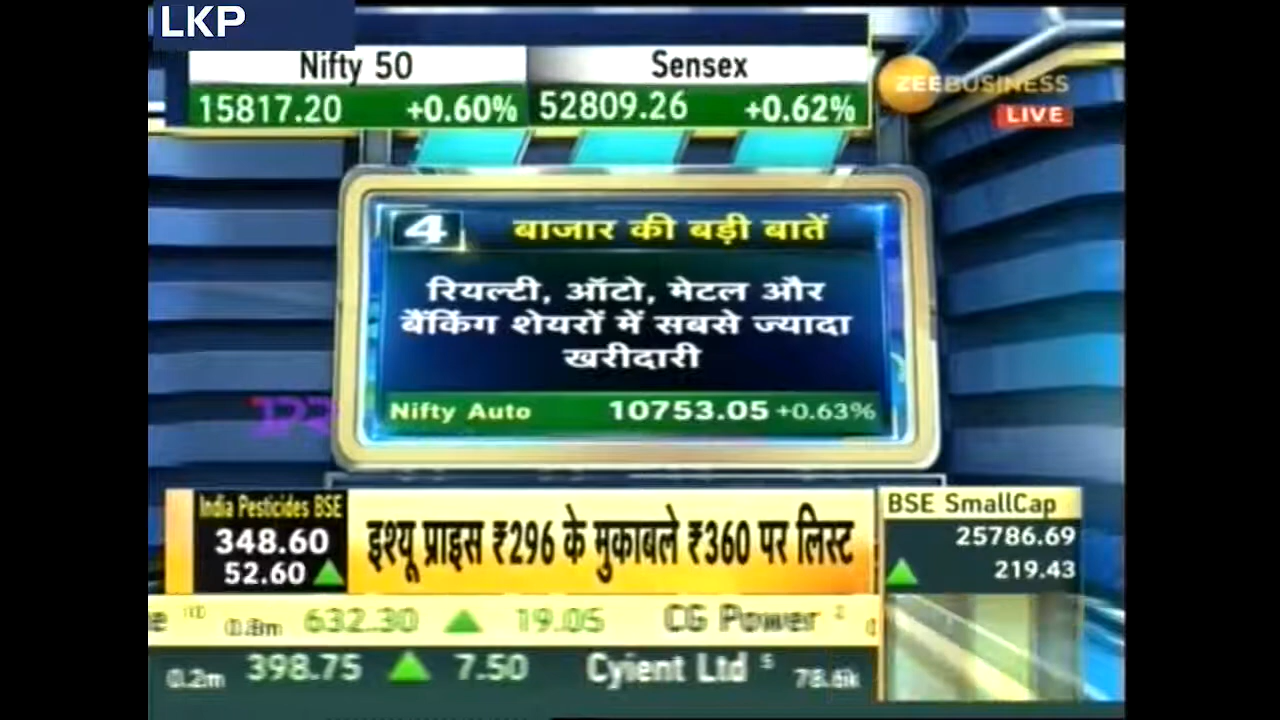 LKP
Nifty 50
15817.20 +0.60%
Sensex
52809.26 +0.62%
ZEEBUSINESS
LIVE
4 बाजार की बड़ी बातें
रियल्टी, ऑटो, मेटल और
बैंकिंग शेयरों में सबसे ज्यादा
खरीदारी
Nifty Auto 10753.05 +0.63%
India Pesticides BSE
348.60
52.60 ▲
इश्यू प्राइस ₹296 के मुकाबले ₹360 पर लिस्ट
BSE SmallCap
25786.69
▲ 219.43
0.8m 632.30 ▲ 19.05 CG Power 2
0.2m 398.75 ▲ 7.50 Cyient Ltd 5 78.6k